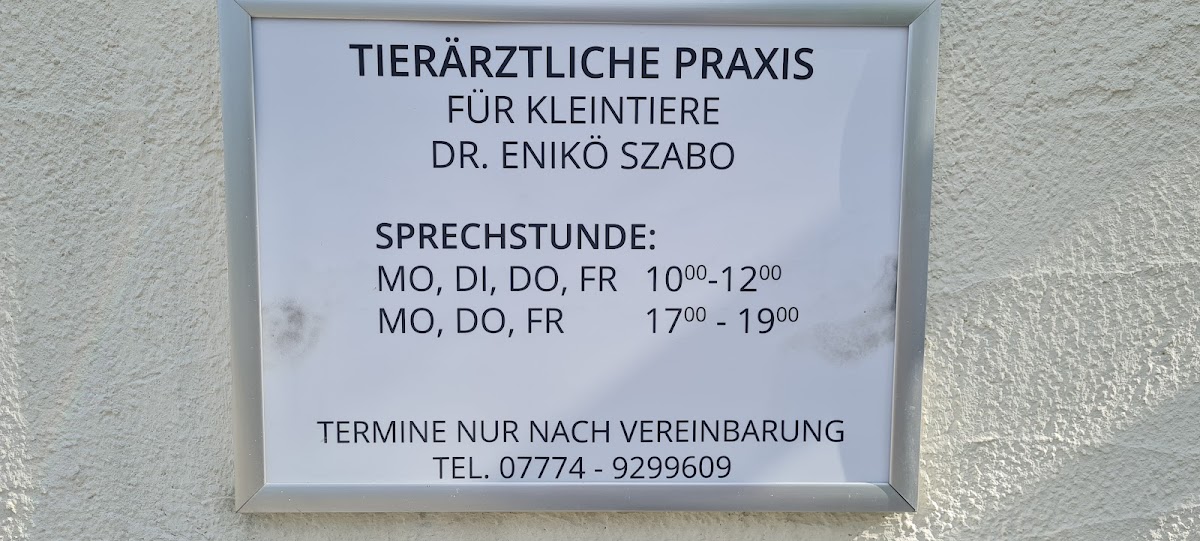 TIERÄRZTLICHE PRAXIS
FÜR KLEINTIERE
DR. ENIKÖ SZABO
SPRECHSTUNDE:
MO, DI, DO, FR 10⁰⁰-12⁰⁰
MO, DO, FR 17⁰⁰ - 19⁰⁰
TERMINE NUR NACH VEREINBARUNG
TEL. 07774 - 9299609